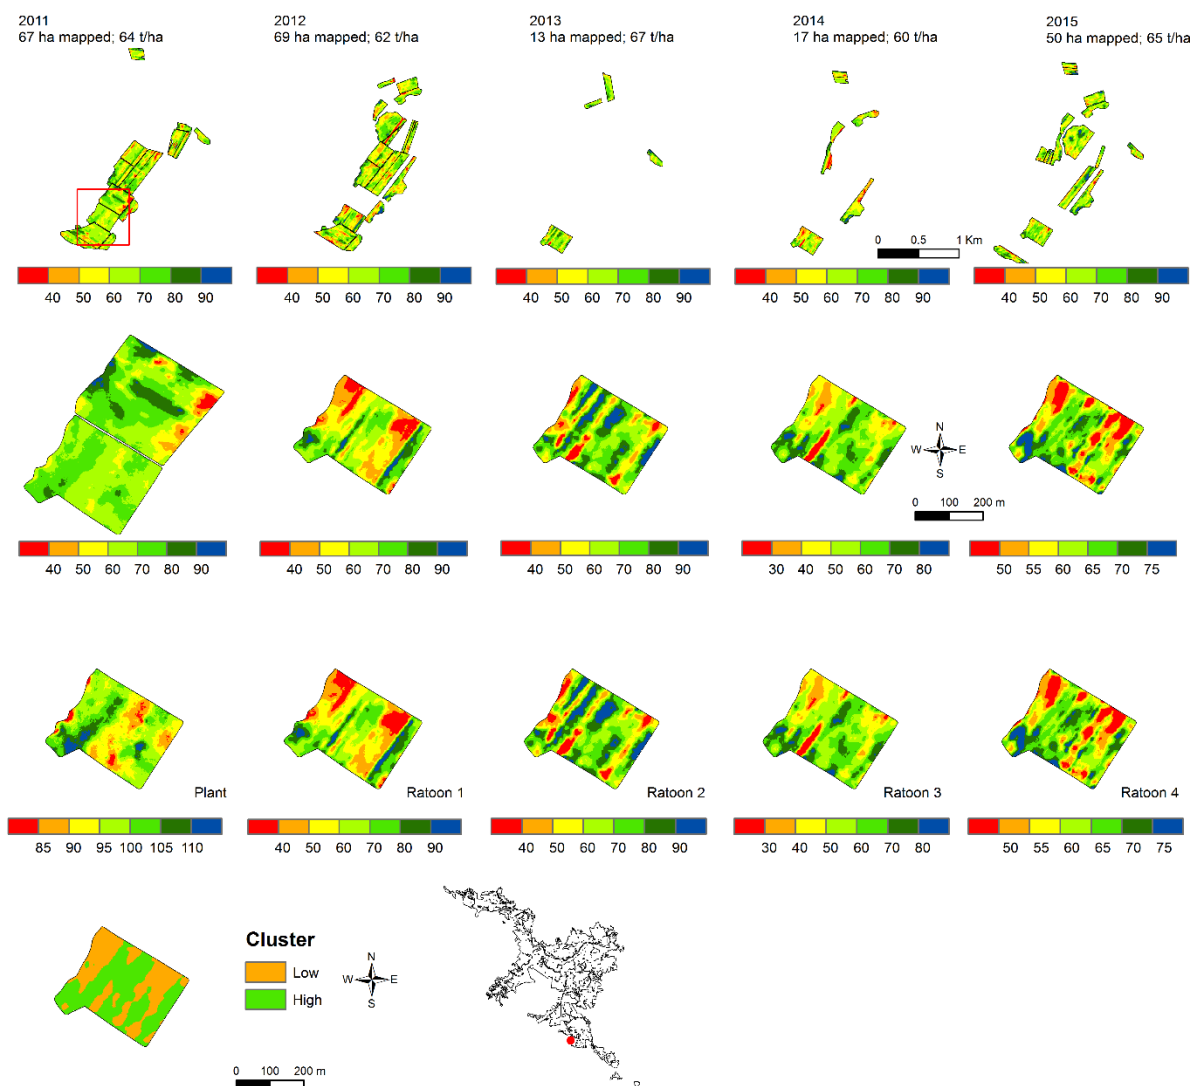 2011
67 ha mapped; 64 t/ha
2012
69 ha mapped; 62 t/ha
2013
13 ha mapped; 67 t/ha
2014
17 ha mapped; 60 t/ha
2015
50 ha mapped; 65 t/ha
0 0.5 1 Km
40 50 60 70 80 90
40 50 60 70 80 90
40 50 60 70 80 90
40 50 60 70 80 90
40 50 60 70 80 90
N
W E
S
0 100 200 m
40 50 60 70 80 90
40 50 60 70 80 90
40 50 60 70 80 90
30 40 50 60 70 80
50 55 60 65 70 75
Plant
Ratoon 1
Ratoon 2
Ratoon 3
Ratoon 4
85 90 95 100 105 110
40 50 60 70 80 90
40 50 60 70 80 90
30 40 50 60 70 80
50 55 60 65 70 75
Cluster
Low
High
N
W E
S
0 100 200 m